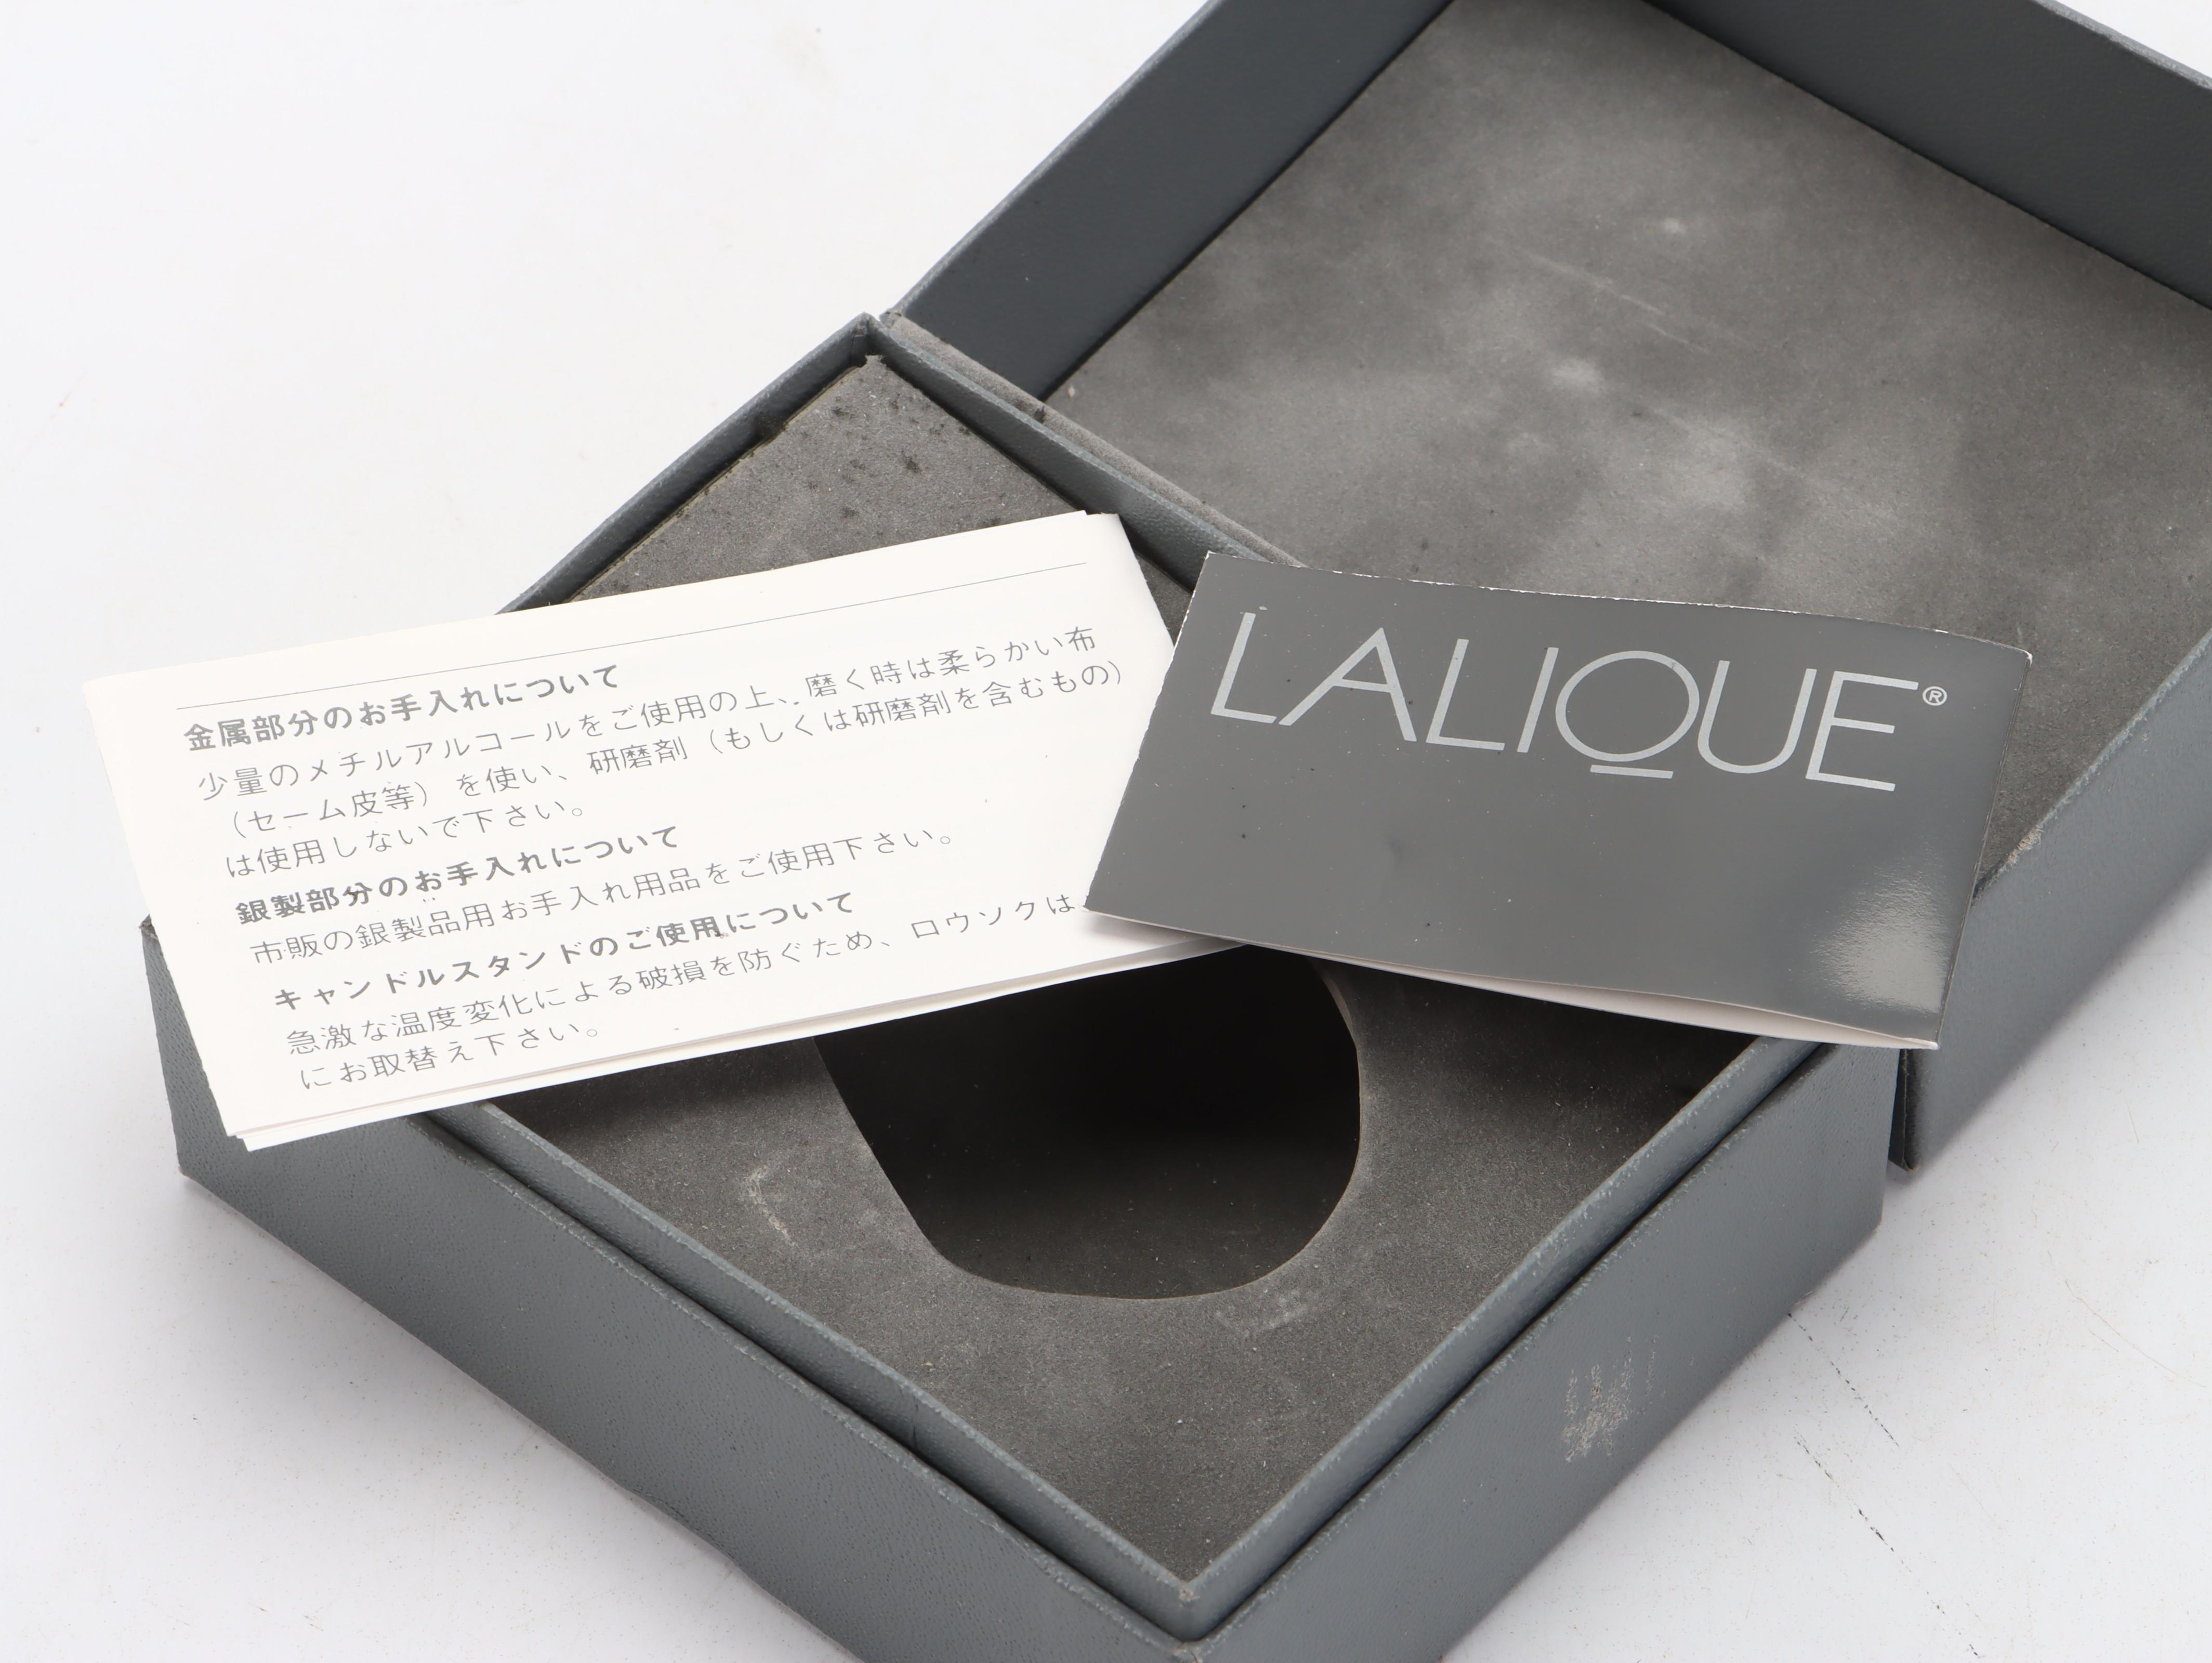 金属部分のお手入れについて
少量のメチルアルコールをご使用の上、磨く時は柔らかい布
（セーム皮等）を使い、研磨剤（もしくは研磨剤を含むもの）
は使用しないで下さい。
銀製部分のお手入れについて
市販の銀製品用お手入れ用品をご使用下さい。
キャンドルスタンドのご使用について
急激な温度変化による破損を防ぐため、ロウソクは
にお取替え下さい。
LALIQUE®